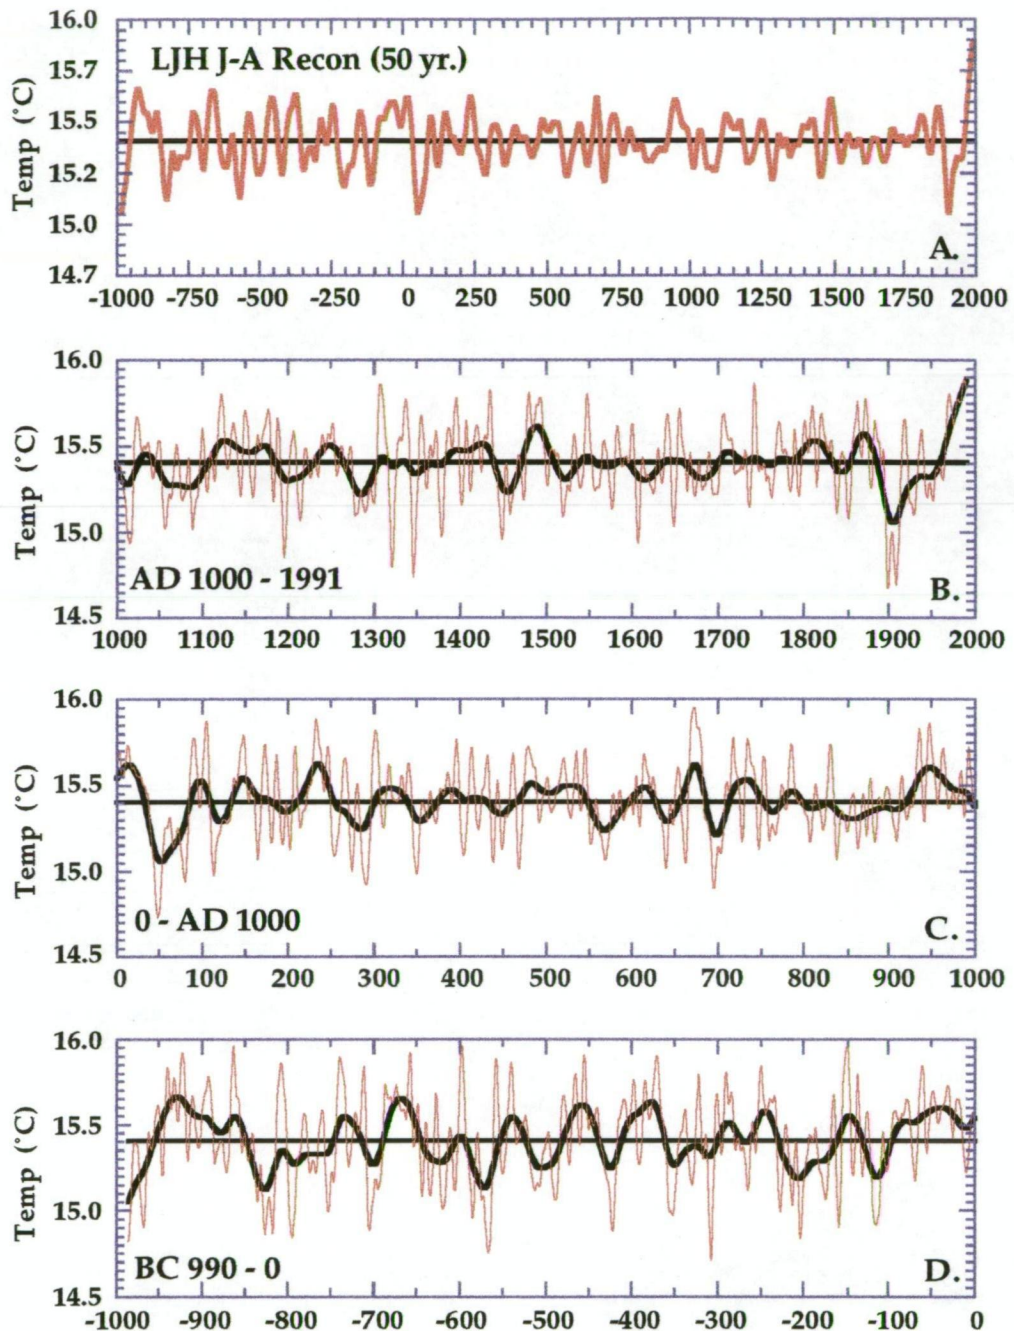 LJH J-A Recon (50 yr.)
Temp (°C)
16.0
15.7
15.5
15.2
15.0
14.7
A.
-1000 -750 -500 -250 0 250 500 750 1000 1250 1500 1750 2000
Temp (°C)
16.0
15.5
15.0
14.5
AD 1000 - 1991
B.
1000 1100 1200 1300 1400 1500 1600 1700 1800 1900 2000
Temp (°C)
16.0
15.5
15.0
14.5
0 - AD 1000
C.
0 100 200 300 400 500 600 700 800 900 1000
Temp (°C)
16.0
15.5
15.0
14.5
BC 990 - 0
D.
-1000 -900 -800 -700 -600 -500 -400 -300 -200 -100 0